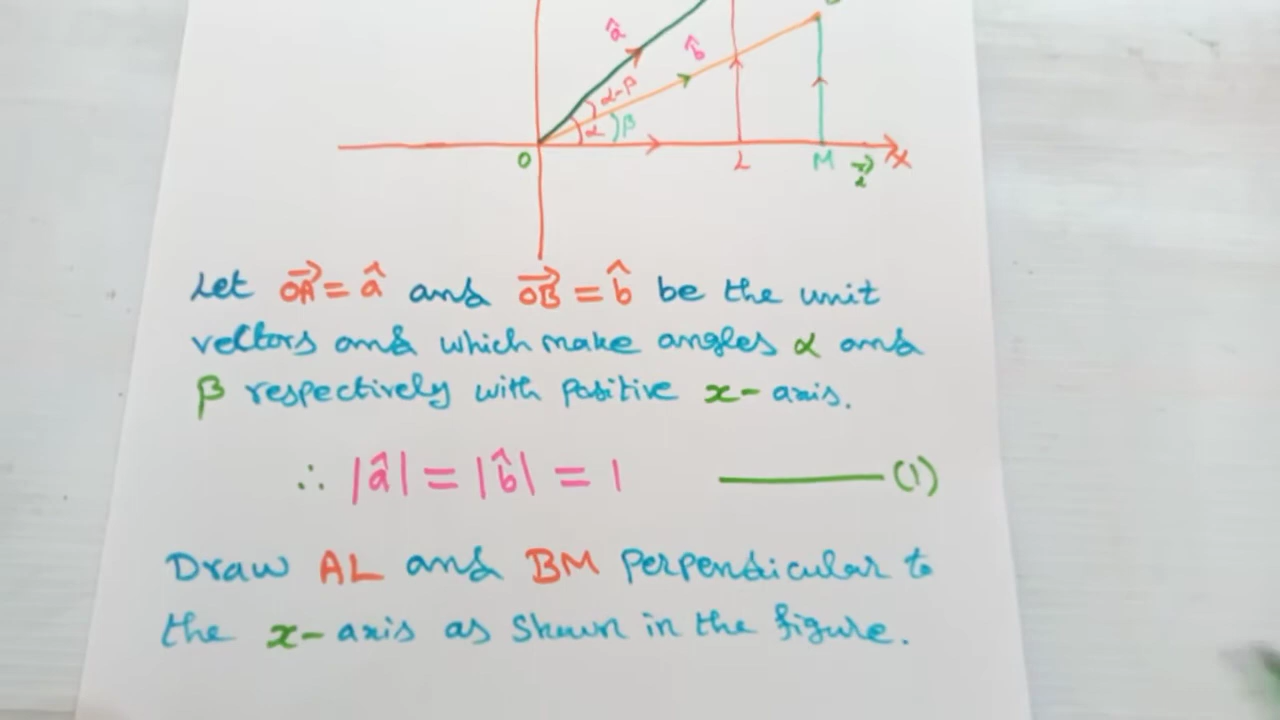 â
b̂
α-β
α
β
O
L
M
x
Let OA⃗ = â and OB⃗ = b̂ be the unit
vectors and which make angles α and
β respectively with positive x- axis.
∴ |â| = |b̂| = 1 (1)
Draw AL and BM perpendicular to
the x- axis as shown in the figure.